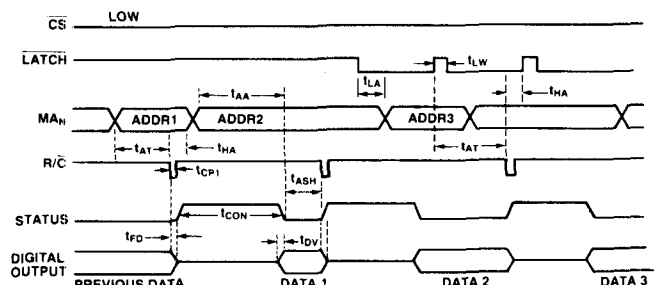 CS LOW
LATCH
tLW
tLA
tHA
tAA
MAN ADDR1 ADDR2 ADDR3
tAT tHA tAT
R/C tCP1
tASH
STATUS tCON
tFD tDV
DIGITAL
OUTPUT
PREVIOUS DATA DATA 1 DATA 2 DATA 3